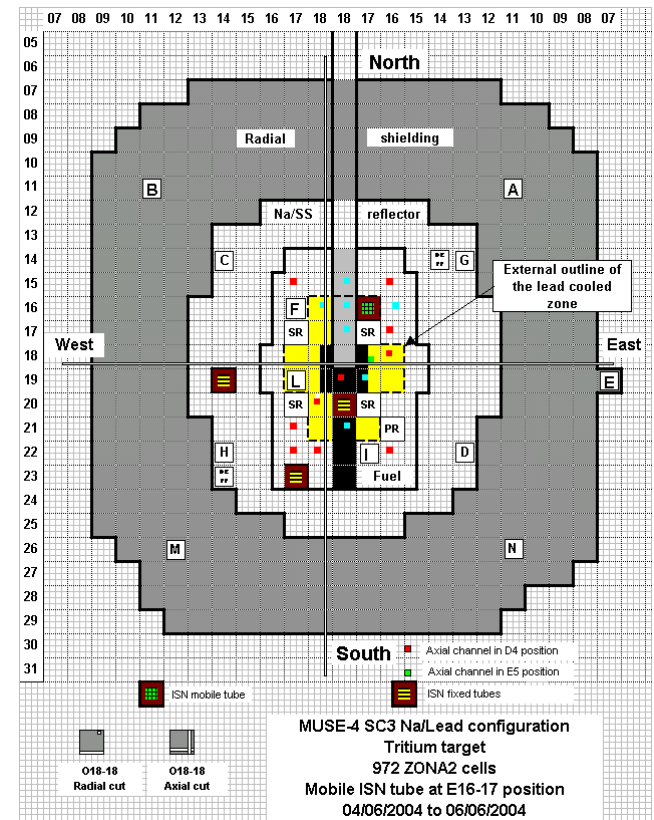 07 08 09 10 11 12 13 14 15 16 17 18 18 17 16 15 14 13 12 11 10 09 08 07
05
06
North
07
08
09
Radial shielding
10
11
B A
12
Na/SS reflector
13
14
C G
External outline of
the lead cooled
zone
15
16
F
17
SR SR
West East
18
19
L E
20
SR SR
21
PR
22
H I D
23
Fuel
24
25
26
M N
27
28
29
30
South
Axial channel in D4 position
31
Axial channel in E5 position
ISN mobile tube
ISN fixed tubes
MUSE-4 SC3 Na/Lead configuration
Tritium target
972 ZONA2 cells
Mobile ISN tube at E16-17 position
04/06/2004 to 06/06/2004
O18-18 O18-18
Radial cut Axial cut